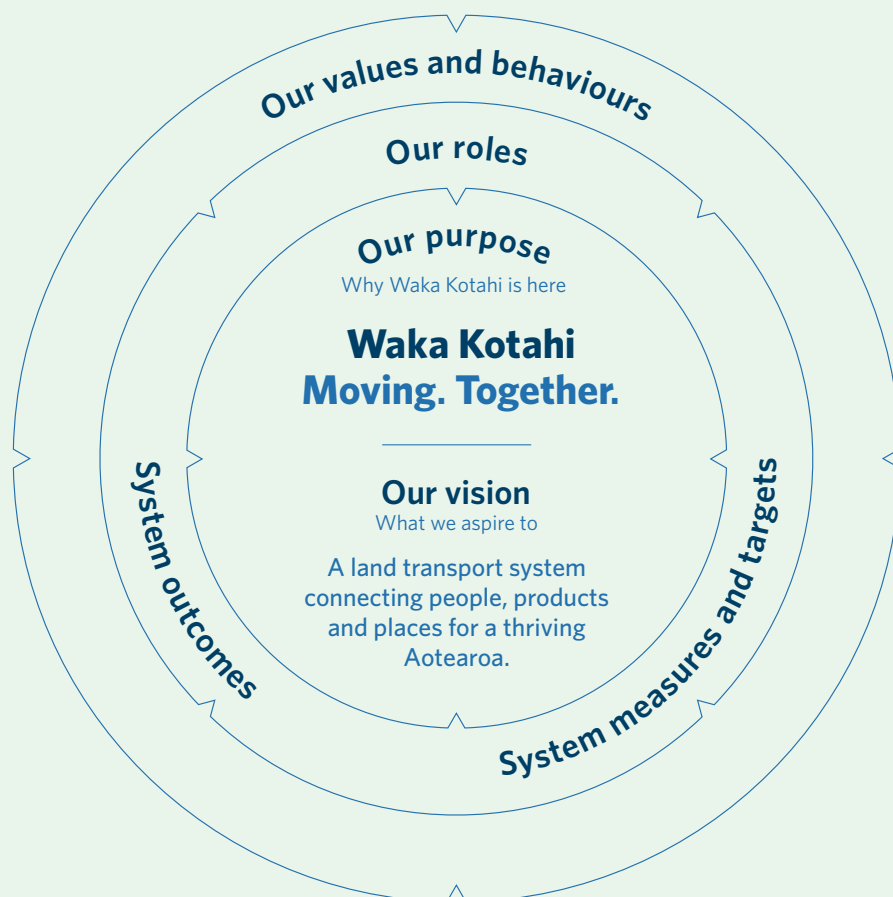 Our values and behaviours
Our roles
Our purpose
Why Waka Kotahi is here
Waka Kotahi
Moving. Together.
Our vision
What we aspire to
A land transport system
connecting people, products
and places for a thriving
Aotearoa.
System outcomes
System measures and targets